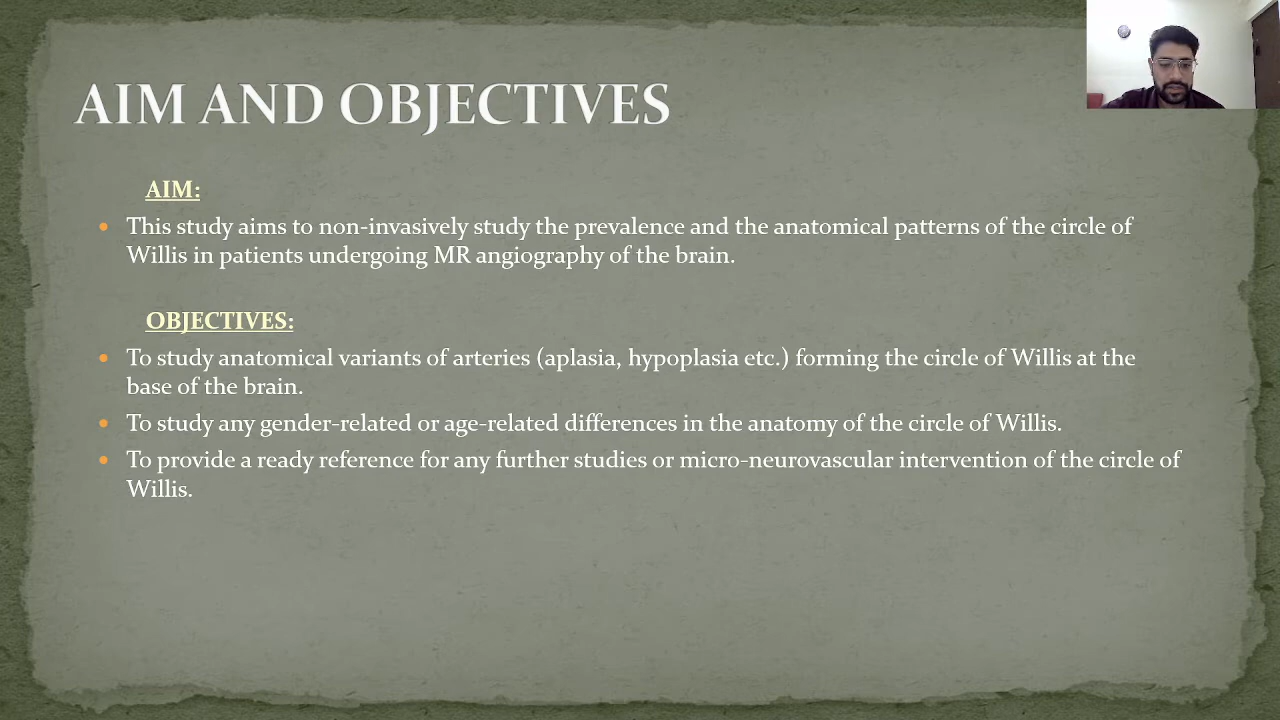 AIM AND OBJECTIVES
AIM:
This study aims to non-invasively study the prevalence and the anatomical patterns of the circle of
Willis in patients undergoing MR angiography of the brain.
OBJECTIVES:
To study anatomical variants of arteries (aplasia, hypoplasia etc.) forming the circle of Willis at the
base of the brain.
To study any gender-related or age-related differences in the anatomy of the circle of Willis.
To provide a ready reference for any further studies or micro-neurovascular intervention of the circle of
Willis.